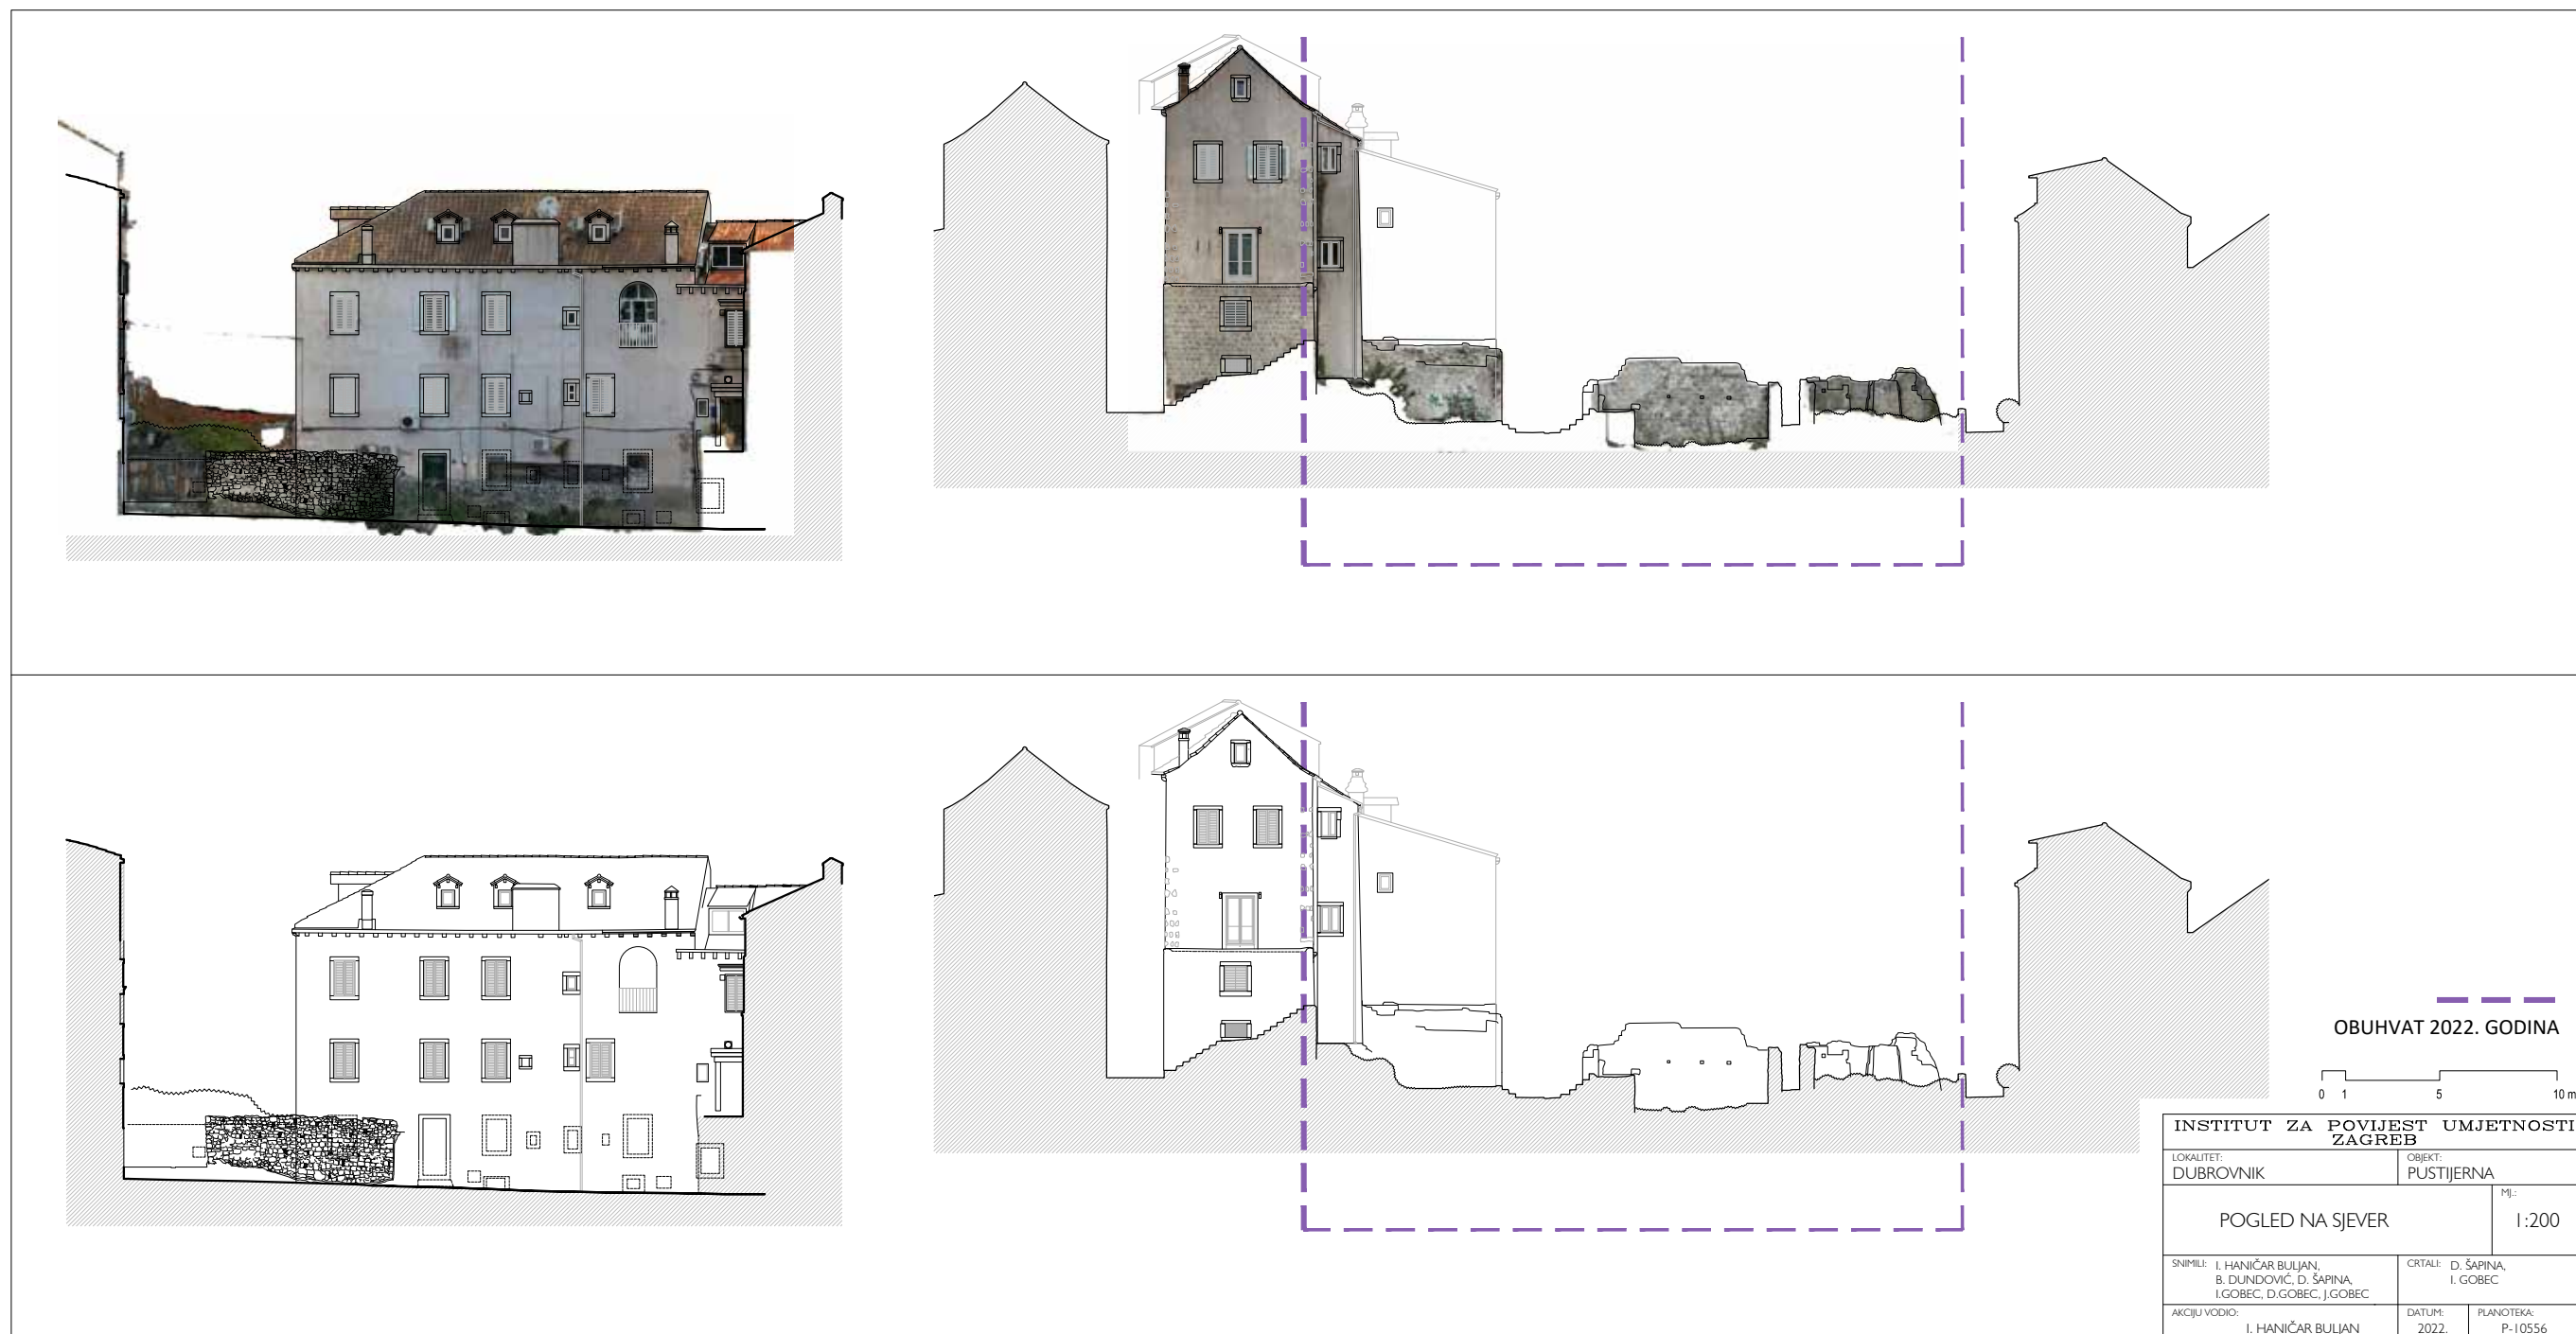 OBUHVAT 2022. GODINA
0 1 5 10 m
INSTITUT ZA POVIJEST UMJETNOSTI
ZAGREB
LOKALITET:
DUBROVNIK
OBJEKT:
PUSTIJERNA
POGLED NA SJEVER
MJ.:
1:200
SNIMILI: I. HANIČAR BULJAN,
B. DUNDOVIĆ, D. ŠAPINA,
I.GOBEC, D.GOBEC, J.GOBEC
CRTALI: D. ŠAPINA,
I. GOBEC
AKCIJU VODIO:
I. HANIČAR BULJAN
DATUM:
2022.
PLANOTEKA:
P-10556